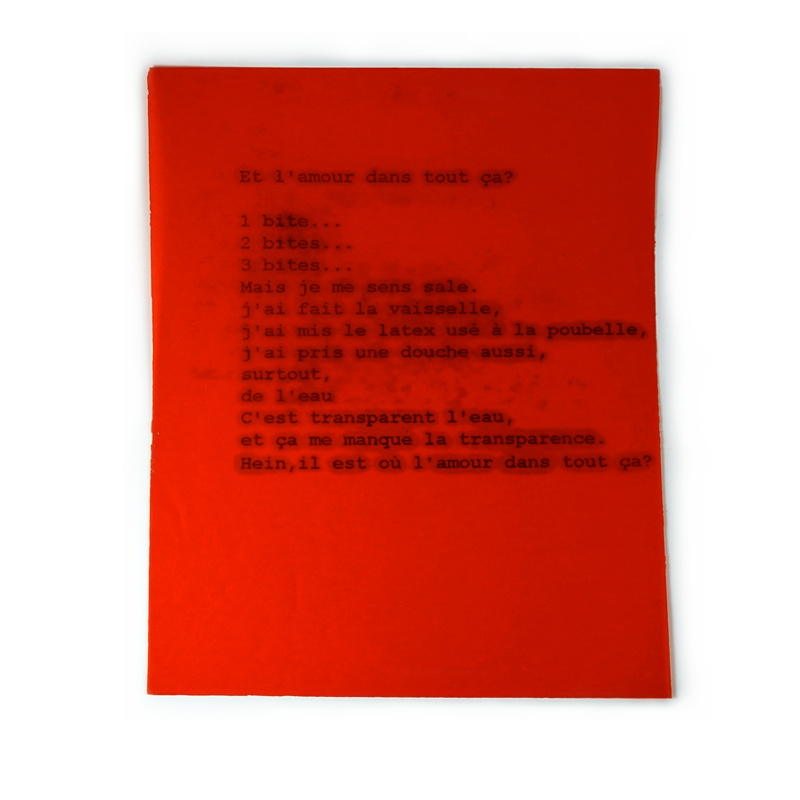 Et l'amour dans tout ça?
1 bite...
2 bites...
3 bites...
Mais je me sens sale.
j'ai fait la vaisselle,
j'ai mis le latex usé à la poubelle,
j'ai pris une douche aussi,
surtout,
de l'eau
C'est transparent l'eau,
et ça me manque la transparence.
Hein,il est où l'amour dans tout ça?